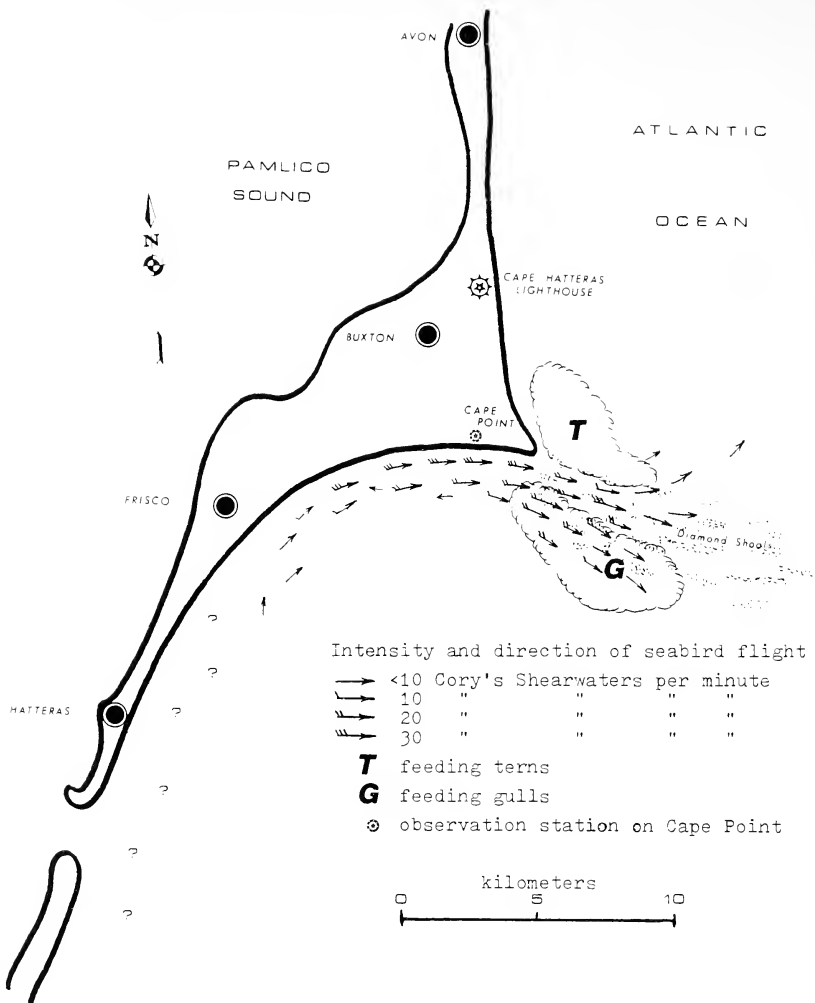 AVON
ATLANTIC
PAMLICO
SOUND
OCEAN
N
CAPE HATTERAS
LIGHTHOUSE
BUXTON
CAPE
POINT
T
FRISCO
Diamond Shoals
G
?
?
?
?
?
?
HATTERAS
Intensity and direction of seabird flight
<10 Cory's Shearwaters per minute
10 " " " "
20 " " " "
30 " " " "
T feeding terns
G feeding gulls
observation station on Cape Point
kilometers
0 5 10